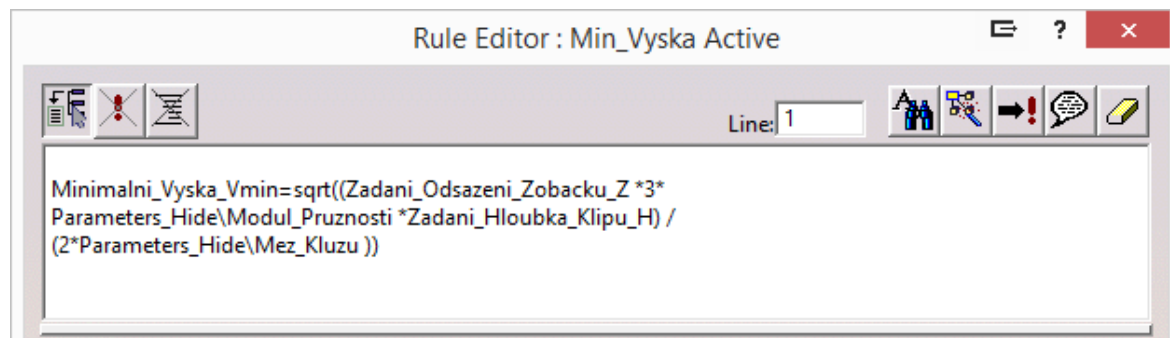 Rule Editor : Min_Vyska Active
?
×
Line: 1
A
Minimalni_Vyska_Vmin=sqrt((Zadani_Odsazeni_Zobacku_Z *3*
Parameters_Hide\Modul_Pruznosti *Zadani_Hloubka_Klipu_H) /
(2*Parameters_Hide\Mez_Kluzu ))